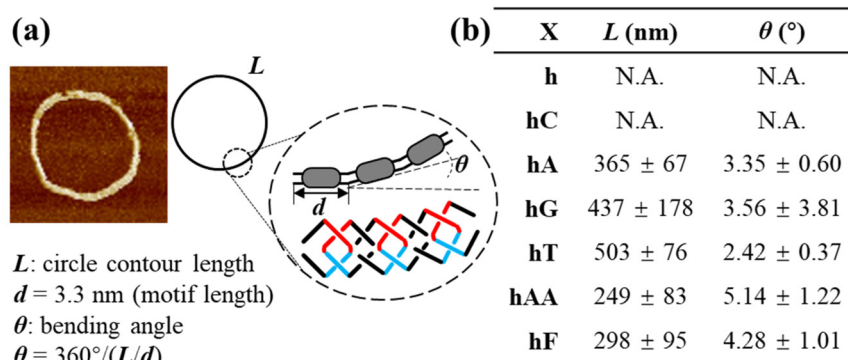 (a)
L
θ
d
L: circle contour length
d = 3.3 nm (motif length)
θ: bending angle
θ = 360°/(L/d)
(b)
X L (nm) θ (°)
h N.A. N.A.
hC N.A. N.A.
hA 365 ± 67 3.35 ± 0.60
hG 437 ± 178 3.56 ± 3.81
hT 503 ± 76 2.42 ± 0.37
hAA 249 ± 83 5.14 ± 1.22
hF 298 ± 95 4.28 ± 1.01